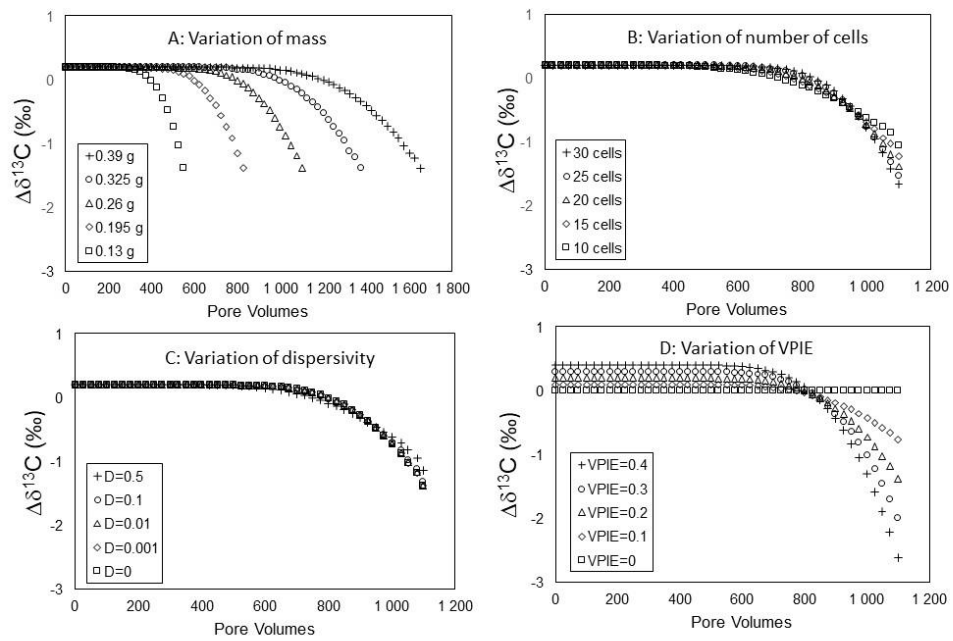 A: Variation of mass
1
0
-1
-2
-3
Δδ¹³C (‰)
+0.39 g
○0.325 g
△0.26 g
◇0.195 g
□0.13 g
0 200 400 600 800 1 000 1 200 1 400 1 600 1 800
Pore Volumes
B: Variation of number of cells
1
0
-1
-2
-3
Δδ¹³C (‰)
+30 cells
○25 cells
△20 cells
◇15 cells
□10 cells
0 200 400 600 800 1 000 1 200
Pore Volumes
C: Variation of dispersivity
1
0
-1
-2
-3
Δδ¹³C (‰)
+D=0.5
○D=0.1
△D=0.01
◇D=0.001
□D=0
0 200 400 600 800 1 000 1 200
Pore Volumes
D: Variation of VPIE
1
0
-1
-2
-3
Δδ¹³C (‰)
+VPIE=0.4
○VPIE=0.3
△VPIE=0.2
◇VPIE=0.1
□VPIE=0
0 200 400 600 800 1 000 1 200
Pore Volumes